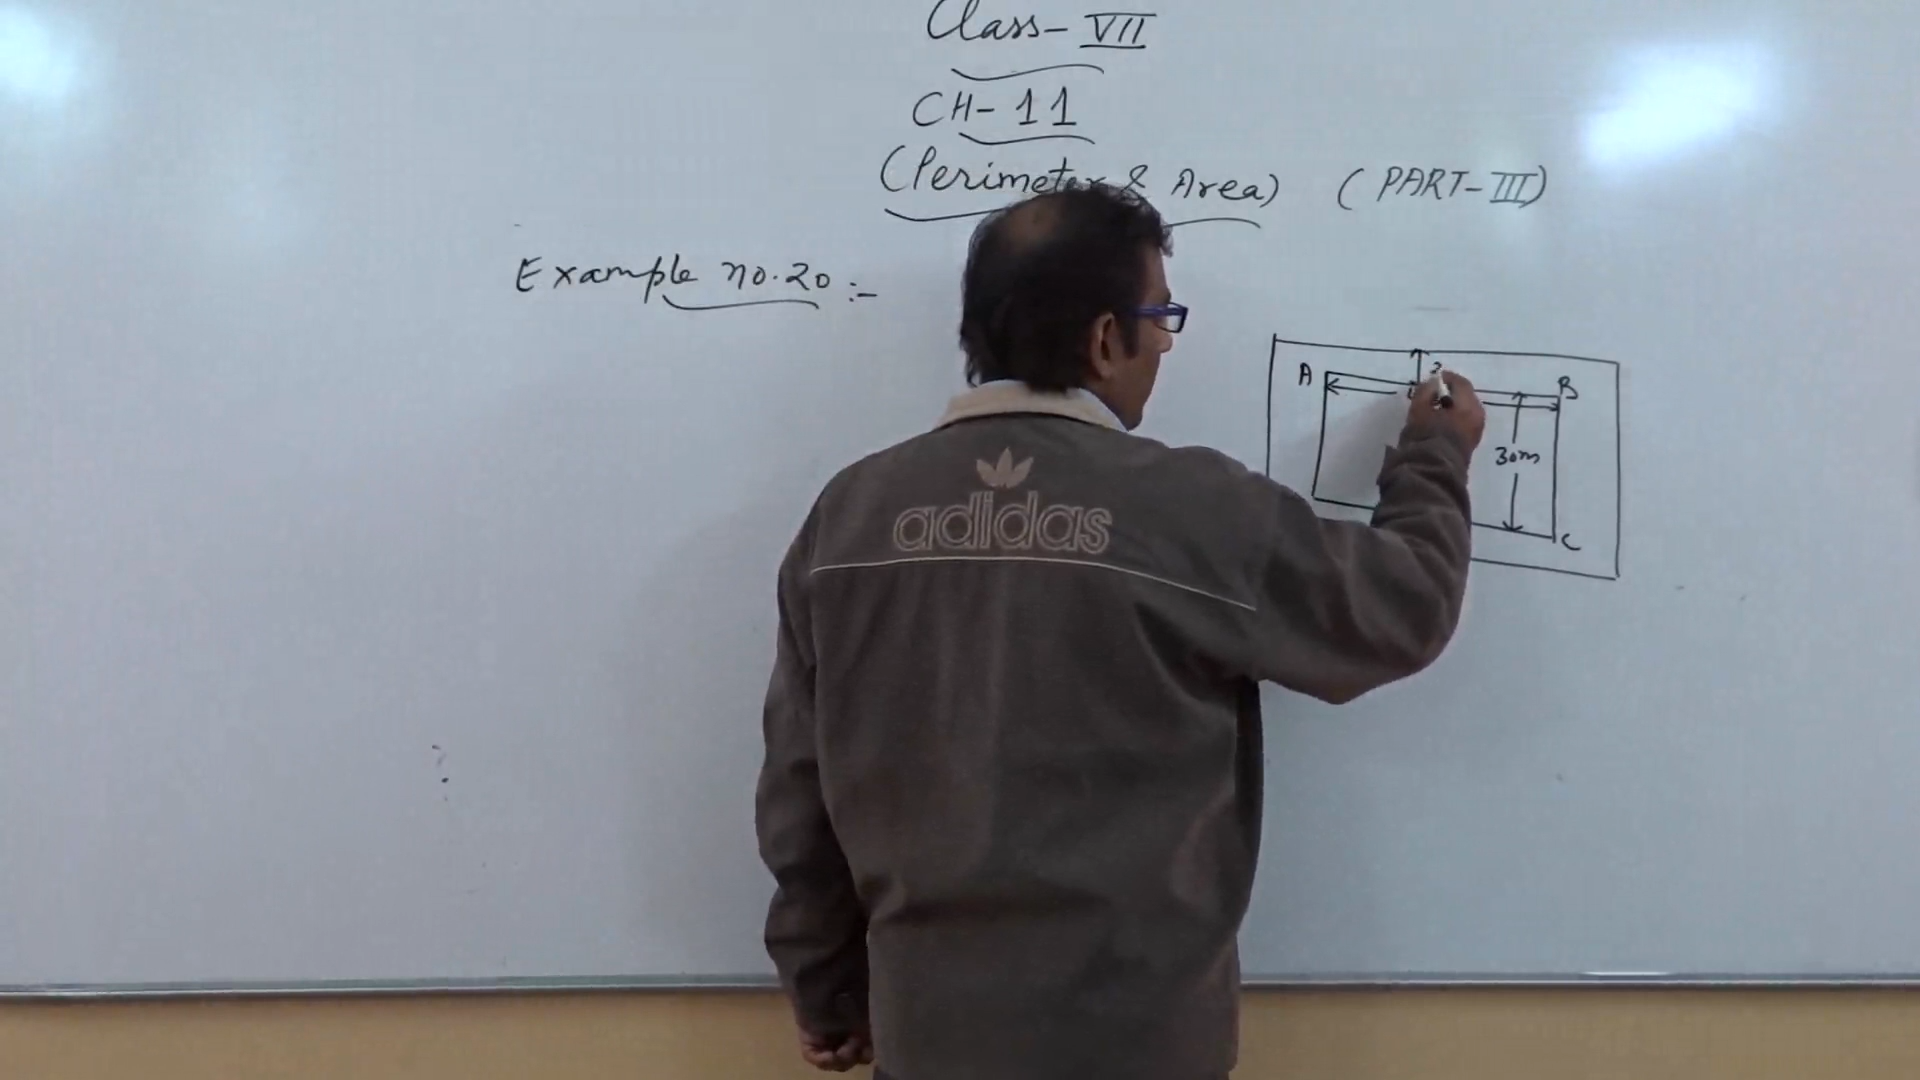 Class-VII
CH-11
(Perimeter & Area) (PART-III)
Example no.20:-
A
B
30m
C
adidas